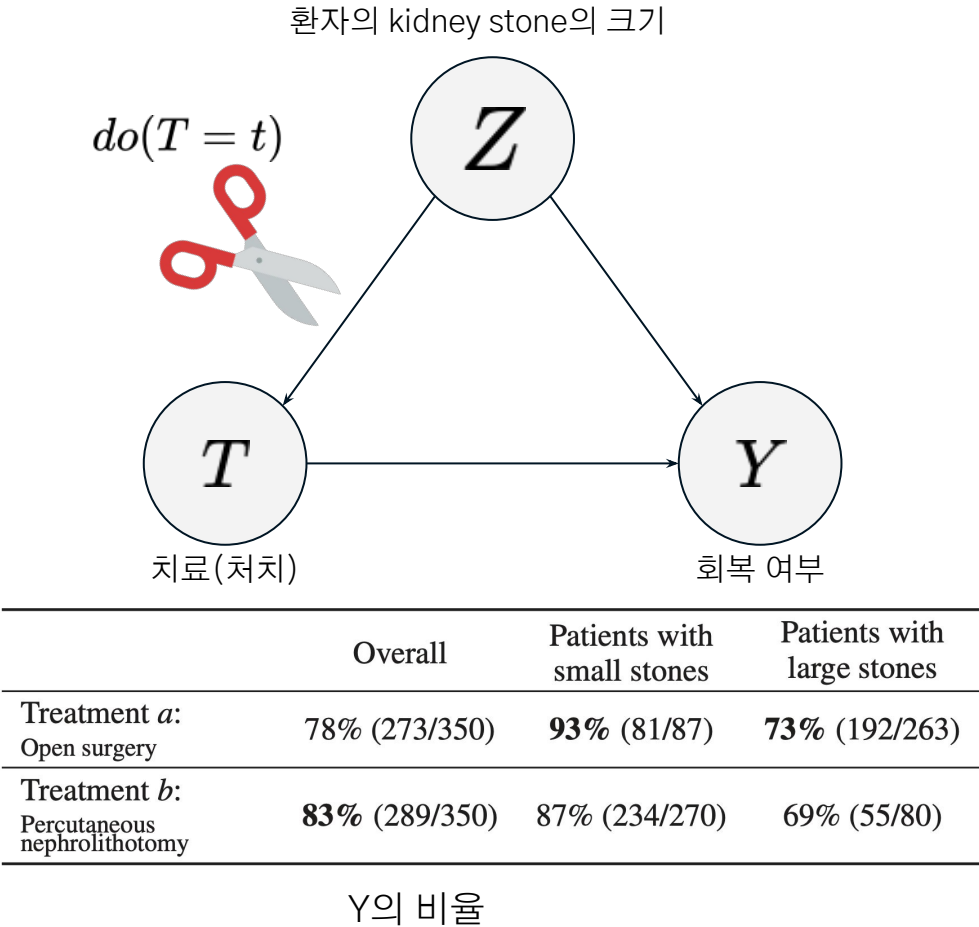 환자의 kidney stone의 크기
do(T = t)
Z
T
Y
치료(처치)
회복 여부
Overall
Patients with
small stones
Patients with
large stones
Treatment a:
Open surgery
78% (273/350)
93% (81/87)
73% (192/263)
Treatment b:
Percutaneous
nephrolithotomy
83% (289/350)
87% (234/270)
69% (55/80)
Y의 비율